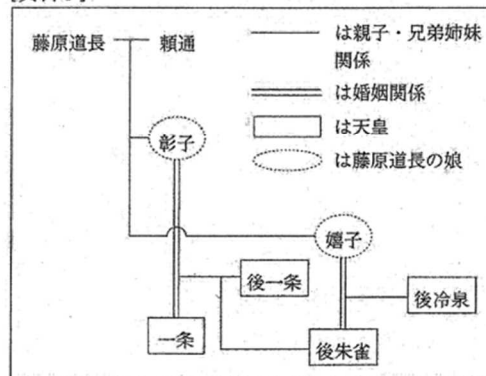 藤原道長
頼通
は親子・兄弟姉妹
関係
は婚姻関係
は天皇
は藤原道長の娘
彰子
嬉子
後一条
後冷泉
一条
後朱雀